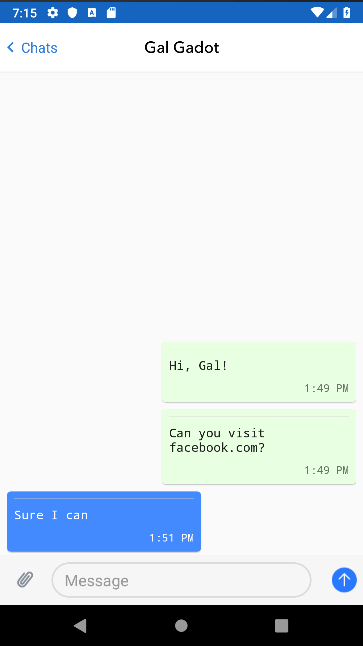 7:15
Chats
Gal Gadot
Hi, Gal!
1:49 PM
Can you visit
facebook.com?
1:49 PM
Sure I can
1:51 PM
Message